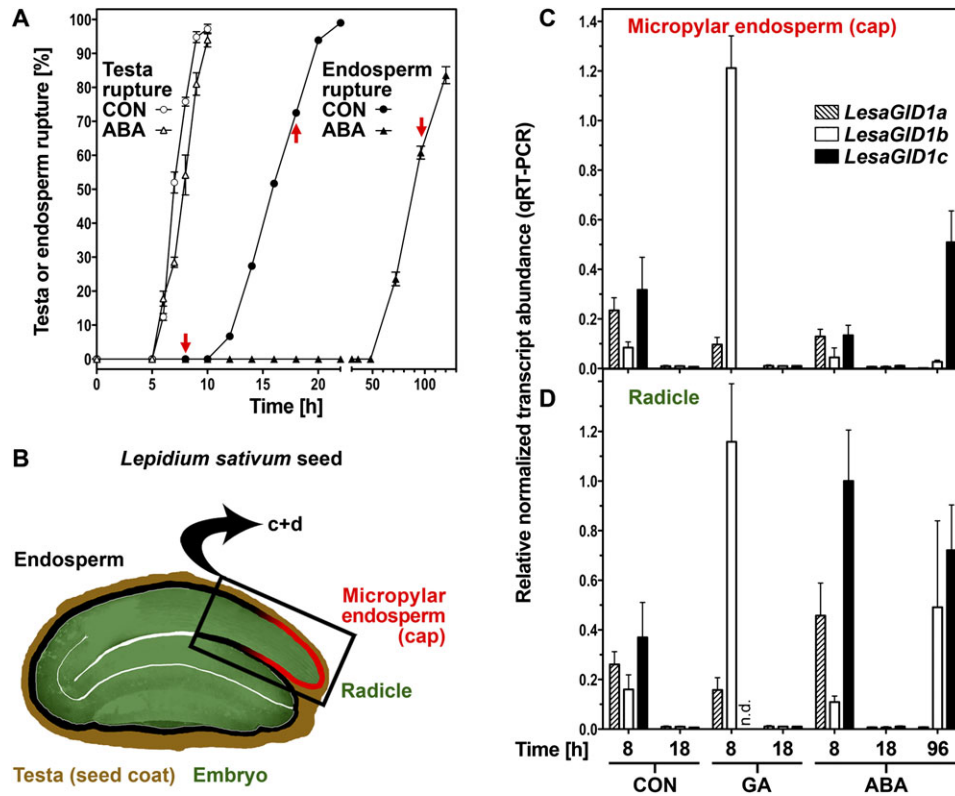 A
Testa or endosperm rupture [%]
100
90
80
70
60
50
40
30
20
10
0
Testa
rupture
CON
ABA
Endosperm
rupture
CON
ABA
0 5 10 15 20 50 100
Time [h]
B
Lepidium sativum seed
c+d
Endosperm
Micropylar
endosperm
(cap)
Radicle
Testa (seed coat) Embryo
Relative normalized transcript abundance (qRT-PCR)
C
Micropylar endosperm (cap)
1.4
1.2
1.0
0.8
0.6
0.4
0.2
0.0
LesaGID1a
LesaGID1b
LesaGID1c
D
Radicle
1.2
1.0
0.8
0.6
0.4
0.2
0.0
n.d.
Time [h] 8 18 8 18 8 18 96
CON GA ABA